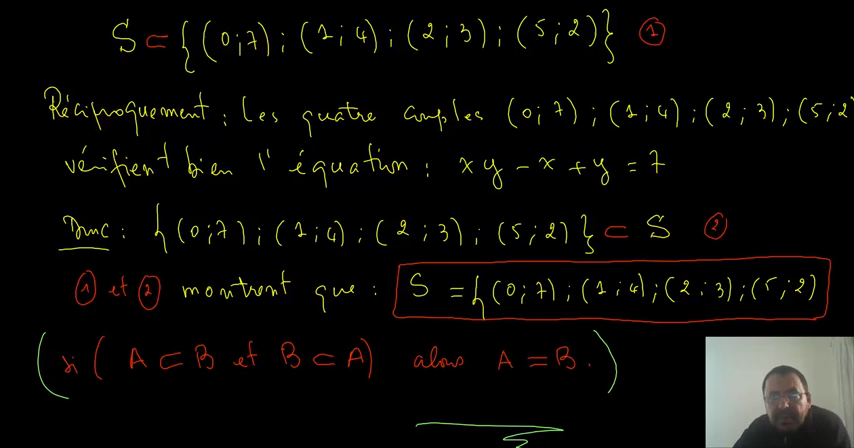 S ⊂ {(0;7) ; (1;4) ; (2;3) ; (5;2)} ①
Réciproquement : Les quatre couples (0;7) ; (1;4) ; (2;3) ; (5;2
vérifient bien l'équation : xy - x + y = 7
Donc : {(0;7) ; (1;4) ; (2;3) ; (5;2)} ⊂ S ②
① et ② montrent que : S = {(0;7) ; (1;4) ; (2;3) ; (5;2)
(si (A ⊂ B et B ⊂ A) alors A = B.)